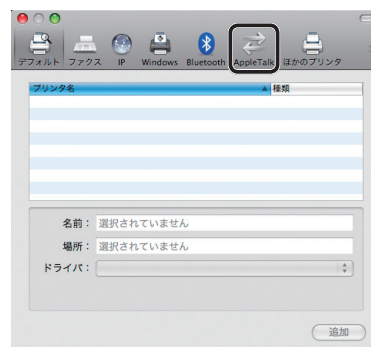 デフォルト ファクス IP Windows Bluetooth AppleTalk ほかのプリンタ
プリンタ名 種類
名前： 選択されていません
場所： 選択されていません
ドライバ：
追加